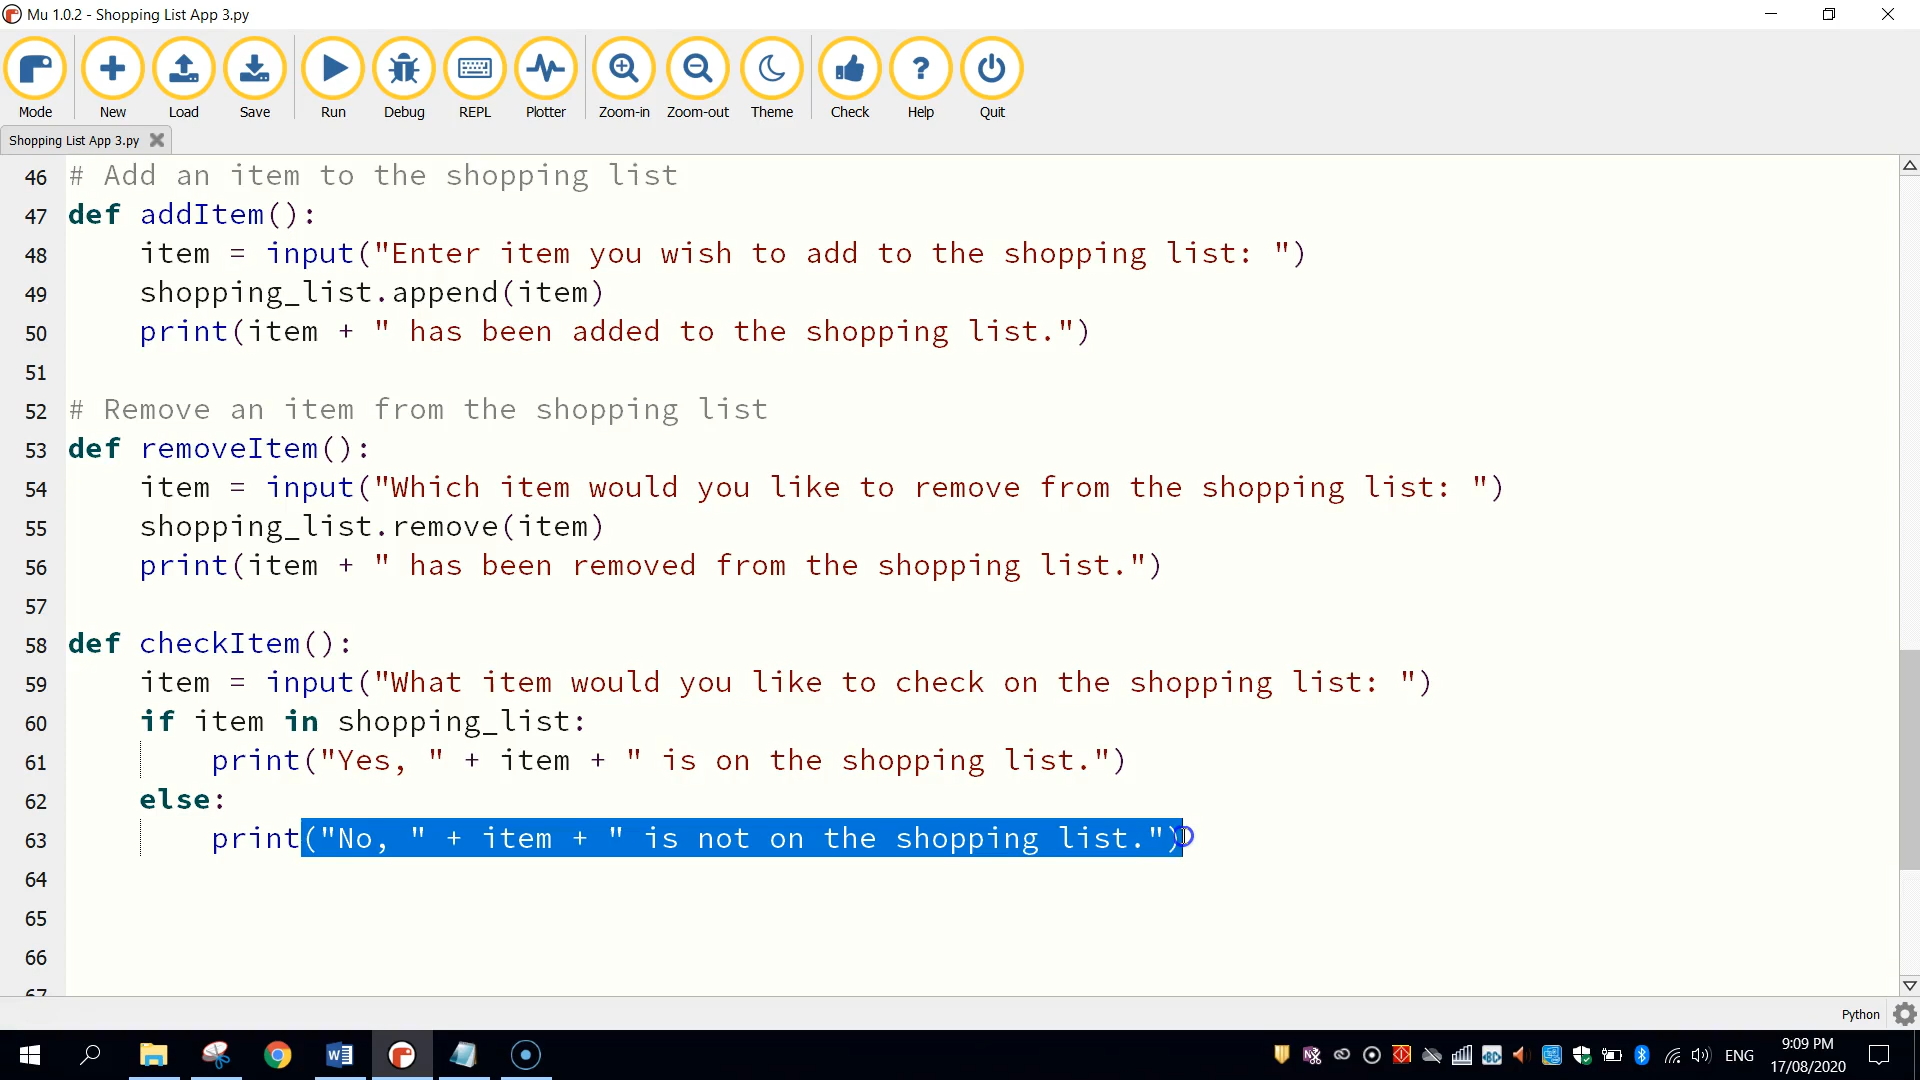 Mu 1.0.2 - Shopping List App 3.py
Mode New Load Save Run Debug REPL Plotter Zoom-in Zoom-out Theme Check Help Quit
Shopping List App 3.py
46 # Add an item to the shopping list
47 def addItem():
48     item = input("Enter item you wish to add to the shopping list: ")
49     shopping_list.append(item)
50     print(item + " has been added to the shopping list.")
51
52 # Remove an item from the shopping list
53 def removeItem():
54     item = input("Which item would you like to remove from the shopping list: ")
55     shopping_list.remove(item)
56     print(item + " has been removed from the shopping list.")
57
58 def checkItem():
59     item = input("What item would you like to check on the shopping list: ")
60     if item in shopping_list:
61         print("Yes, " + item + " is on the shopping list.")
62     else:
63         print("No, " + item + " is not on the shopping list.")
64
65
66
67
Python
ENG
9:09 PM
17/08/2020